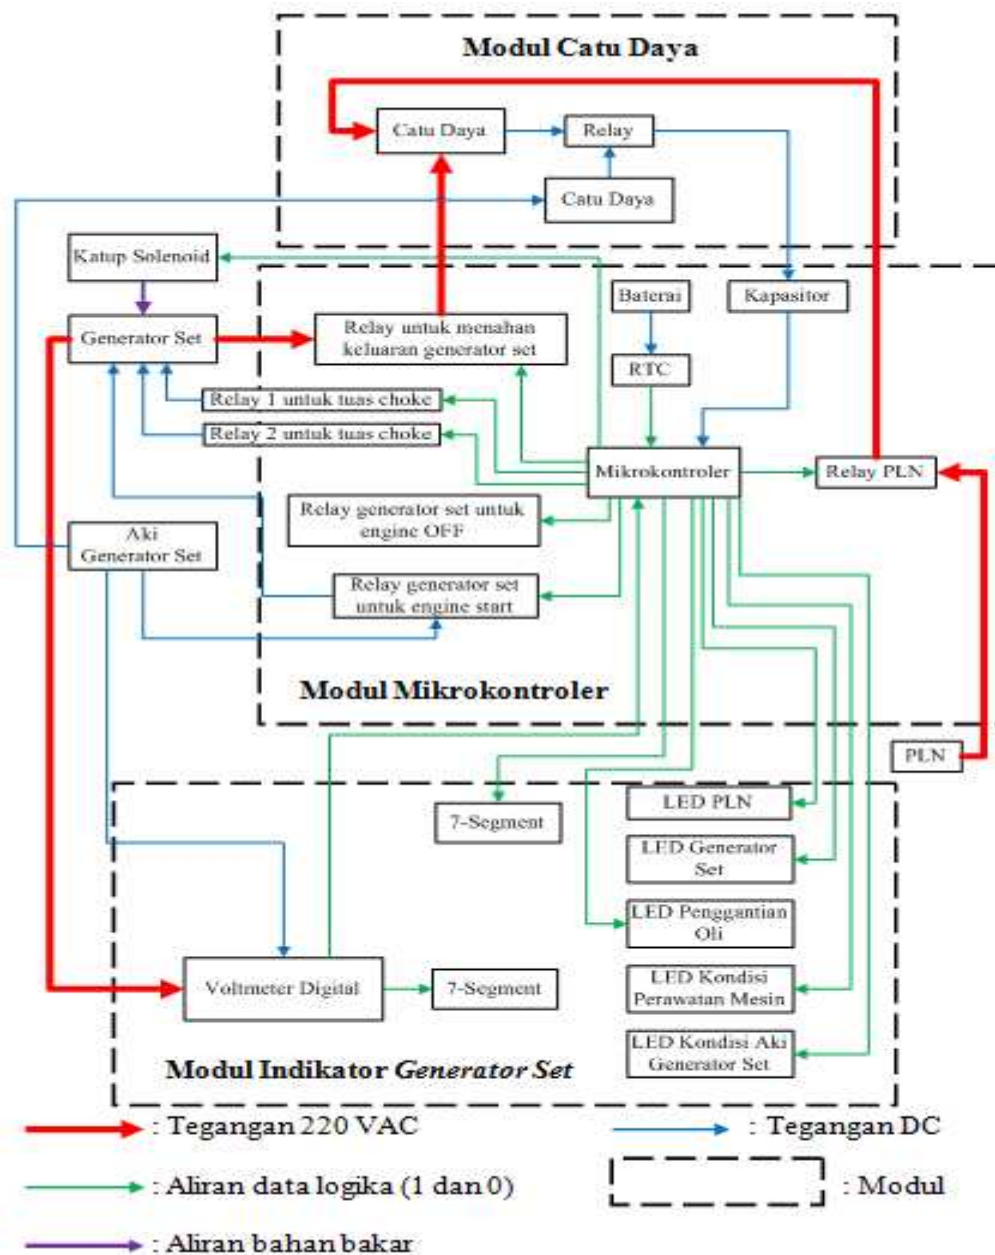 Modul Catu Daya
Catu Daya
Relay
Catu Daya
Katup Solenoid
Baterai
Kapasitor
Generator Set
Relay untuk menahan
keluaran generator set
RTC
Relay 1 untuk tuas choke
Relay 2 untuk tuas choke
Mikrokontroler
Relay PLN
Relay generator set untuk
engine OFF
Aki
Generator Set
Relay generator set
untuk engine start
Modul Mikrokontroler
PLN
7-Segment
LED PLN
LED Generator
Set
LED Penggantian
Oli
Voltmeter Digital
7-Segment
LED Kondisi
Perawatan Mesin
LED Kondisi Aki
Generator Set
Modul Indikator Generator Set
: Tegangan 220 VAC
: Tegangan DC
: Aliran data logika (1 dan 0)
: Modul
: Aliran bahan bakar